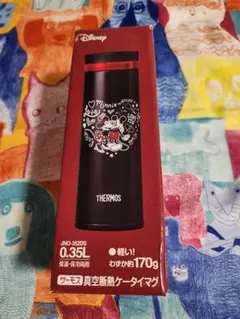 Disney
Minnie
THERMOS
JNO-352DS
0.35L
保温・保冷両用
●軽い!
わずか約170g
サーモス 真空断熱ケータイマグ